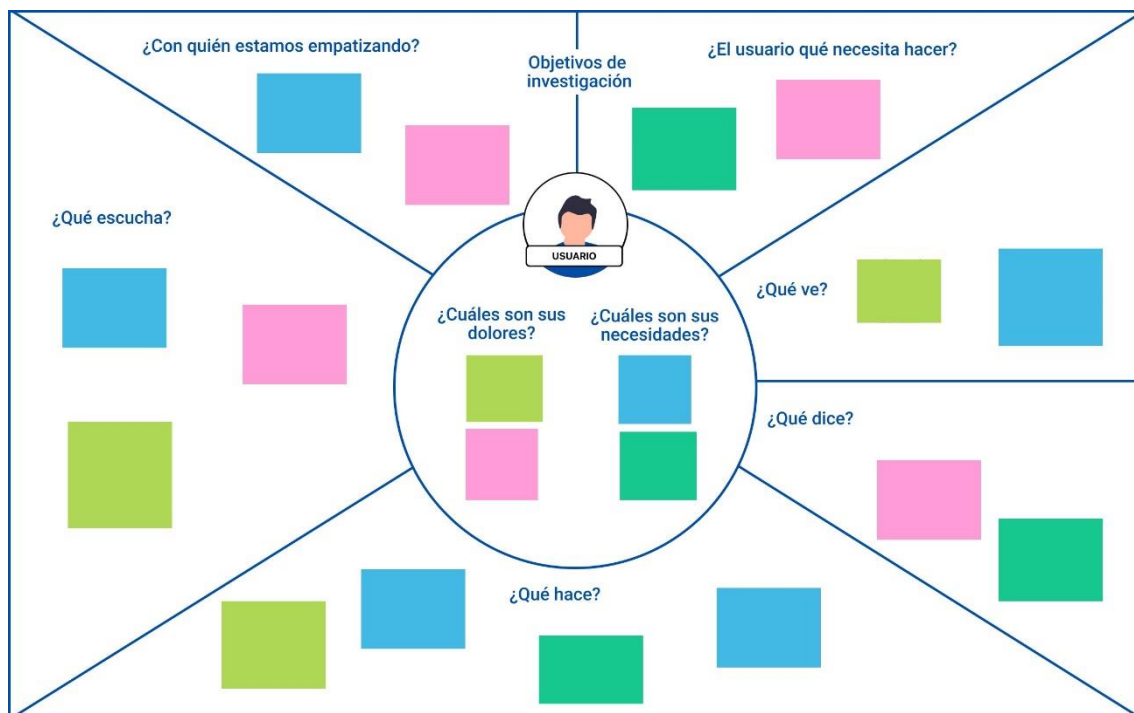 ¿Con quién estamos empatizando?
Objetivos de
investigación
¿El usuario qué necesita hacer?
¿Qué escucha?
USUARIO
¿Qué ve?
¿Cuáles son sus
dolores?
¿Cuáles son sus
necesidades?
¿Qué dice?
¿Qué hace?